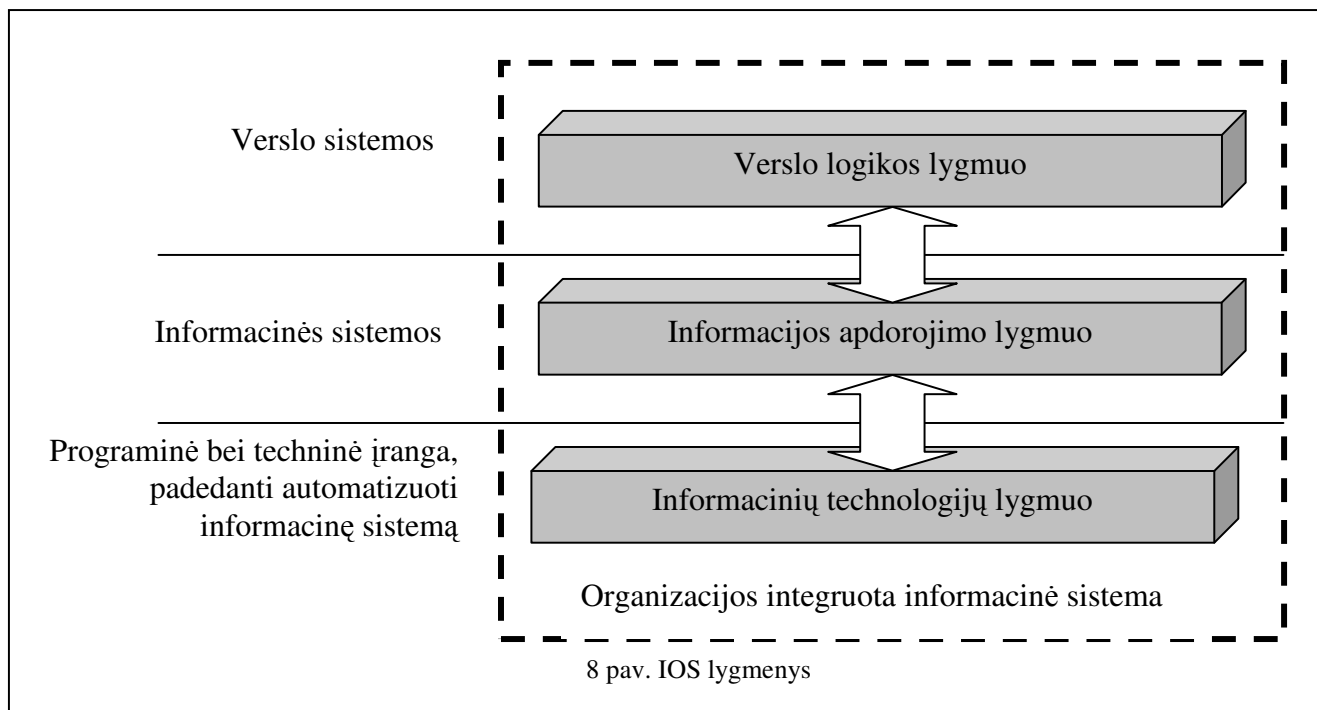 Verslo sistemos
Verslo logikos lygmuo
Informacinės sistemos
Informacijos apdorojimo lygmuo
Programinė bei techninė įranga,
padedanti automatizuoti
informacinę sistemą
Informacinių technologijų lygmuo
Organizacijos integruota informacinė sistema
8 pav. IOS lygmenys